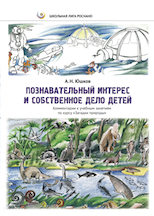 ШКОЛЬНАЯ ЛИГА РОСНАНО
А.Н. Юшков
ПОЗНАВАТЕЛЬНЫЙ ИНТЕРЕС
И СОБСТВЕННОЕ ДЕЛО ДЕТЕЙ
Комментарии к учебным занятиям
по курсу «Загадки природы»